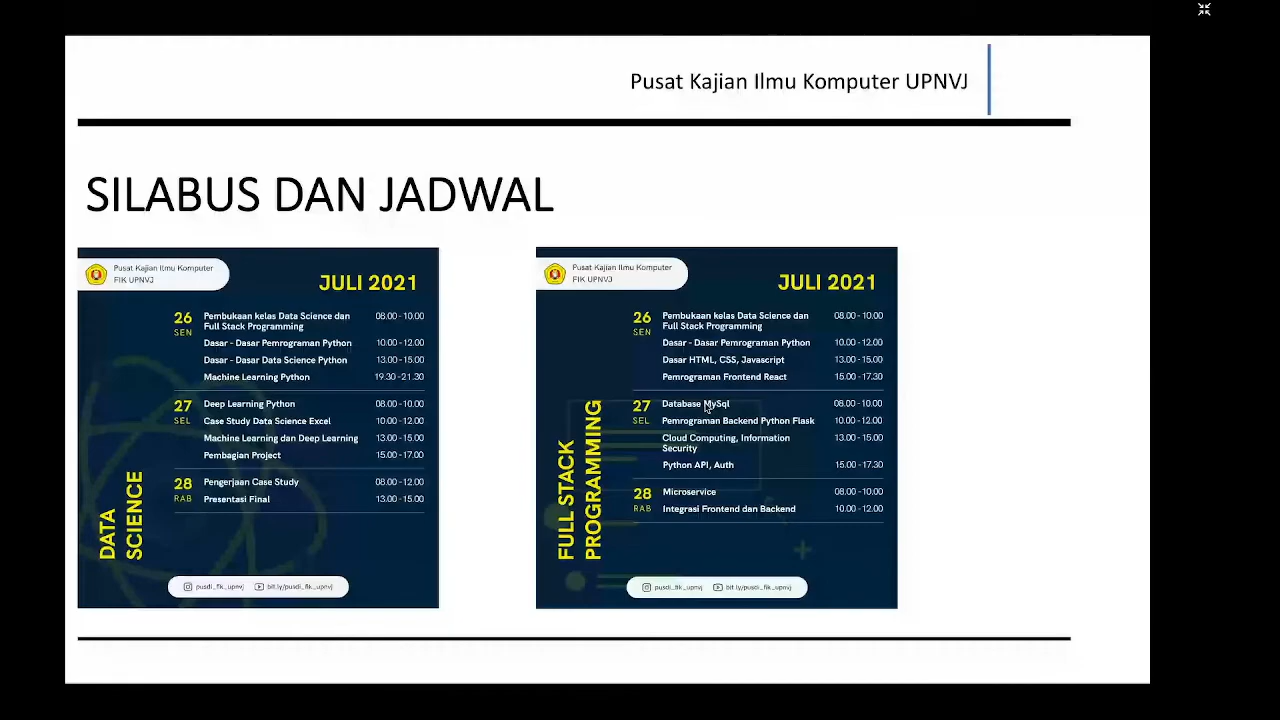 Pusat Kajian Ilmu Komputer UPNVJ
SILABUS DAN JADWAL
Pusat Kajian Ilmu Komputer
FIK UPNVJ
JULI 2021
26 SEN
Pembukaan kelas Data Science dan 08.00 - 10.00
Full Stack Programming
Dasar - Dasar Pemrograman Python 10.00 - 12.00
Dasar - Dasar Data Science Python 13.00 - 15.00
Machine Learning Python 19.30 - 21.30
27 SEL
Deep Learning Python 08.00 - 10.00
Case Study Data Science Excel 10.00 - 12.00
Machine Learning dan Deep Learning 13.00 - 15.00
Pembagian Project 15.00 - 17.00
28 RAB
Pengerjaan Case Study 08.00 - 12.00
Presentasi Final 13.00 - 15.00
DATA
SCIENCE
pusdi_fik_upnvj bit.ly/pusdi_fik_upnvj
Pusat Kajian Ilmu Komputer
FIK UPNVJ
JULI 2021
26 SEN
Pembukaan kelas Data Science dan 08.00 - 10.00
Full Stack Programming
Dasar - Dasar Pemrograman Python 10.00 - 12.00
Dasar HTML, CSS, Javascript 13.00 - 15.00
Pemrograman Frontend React 15.00 - 17.30
27 SEL
Database MySql 08.00 - 10.00
Pemrograman Backend Python Flask 10.00 - 12.00
Cloud Computing, Information 13.00 - 15.00
Security
Python API, Auth 15.00 - 17.30
28 RAB
Microservice 08.00 - 10.00
Integrasi Frontend dan Backend 10.00 - 12.00
FULL STACK
PROGRAMMING
pusdi_fik_upnvj bit.ly/pusdi_fik_upnvj